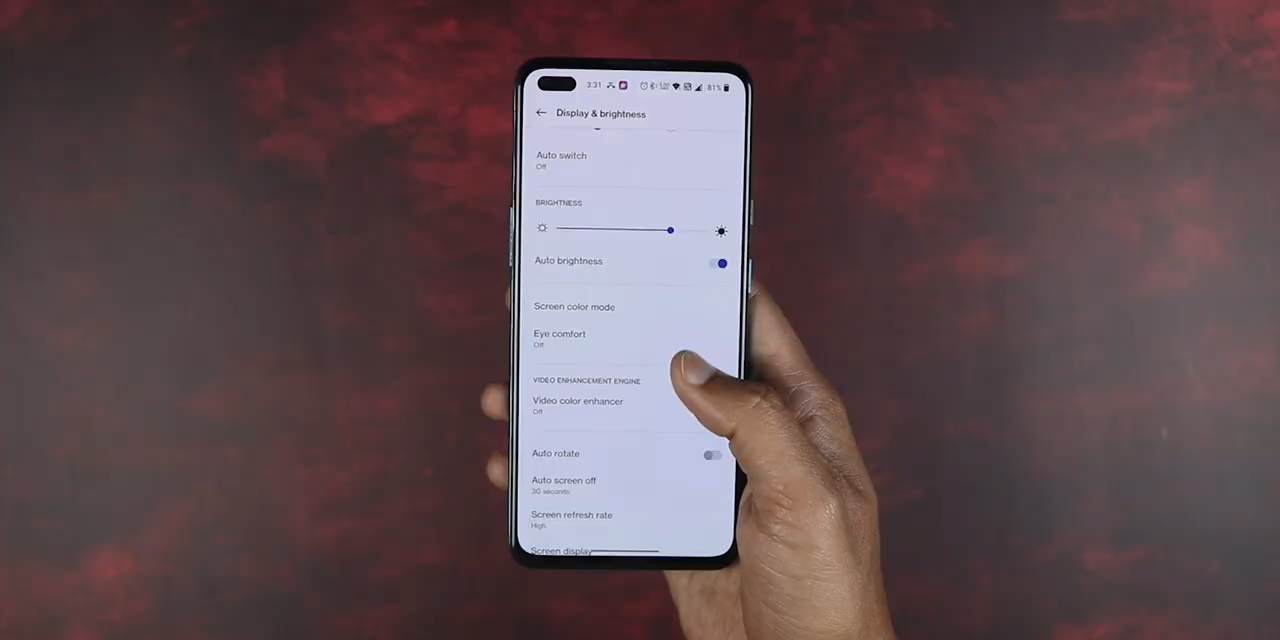 3:31
81%
Display & brightness
Auto switch
Off
BRIGHTNESS
Auto brightness
Screen color mode
Eye comfort
Off
VIDEO ENHANCEMENT ENGINE
Video color enhancer
Off
Auto rotate
Auto screen off
30 seconds
Screen refresh rate
High
Screen display